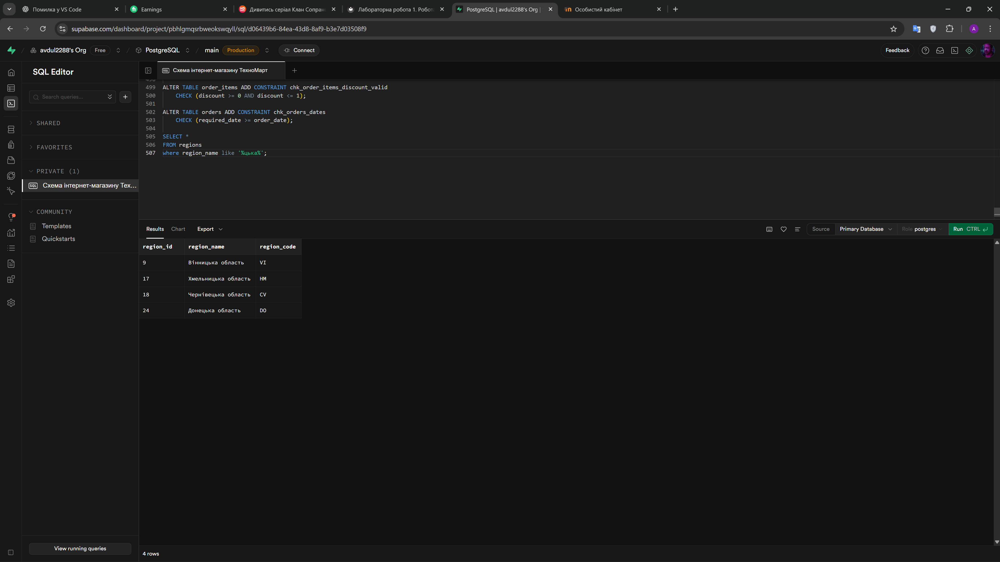 Помилка у VS Code
Earnings
Дивитись серіал Клан Сопран
Лабораторна робота 1. Робота
PostgreSQL | avdul2288's Org |
Особистий кабінет
supabase.com/dashboard/project/pbhlgmqsrbweokswqyll/sql/d06439b6-84ea-43d8-8af9-b3e7d03508f9
A
/ avdul2288's Org Free / PostgreSQL / main Production Connect
Feedback
SQL Editor
Search queries...
SHARED
FAVORITES
PRIVATE (1)
SQL Схема інтернет-магазину Тех...
COMMUNITY
Templates
Quickstarts
View running queries
SQL Схема інтернет-магазину ТехноМарт
498
499 ALTER TABLE order_items ADD CONSTRAINT chk_order_items_discount_valid
500 CHECK (discount >= 0 AND discount <= 1);
501
502 ALTER TABLE orders ADD CONSTRAINT chk_orders_dates
503 CHECK (required_date >= order_date);
504
505 SELECT *
506 FROM regions
507 where region_name like '%цька%';
Results Chart Export
Source Primary Database Role postgres Run CTRL
region_id region_name region_code
9 Вінницька область VI
17 Хмельницька область HM
18 Чернівецька область CV
24 Донецька область DO
4 rows